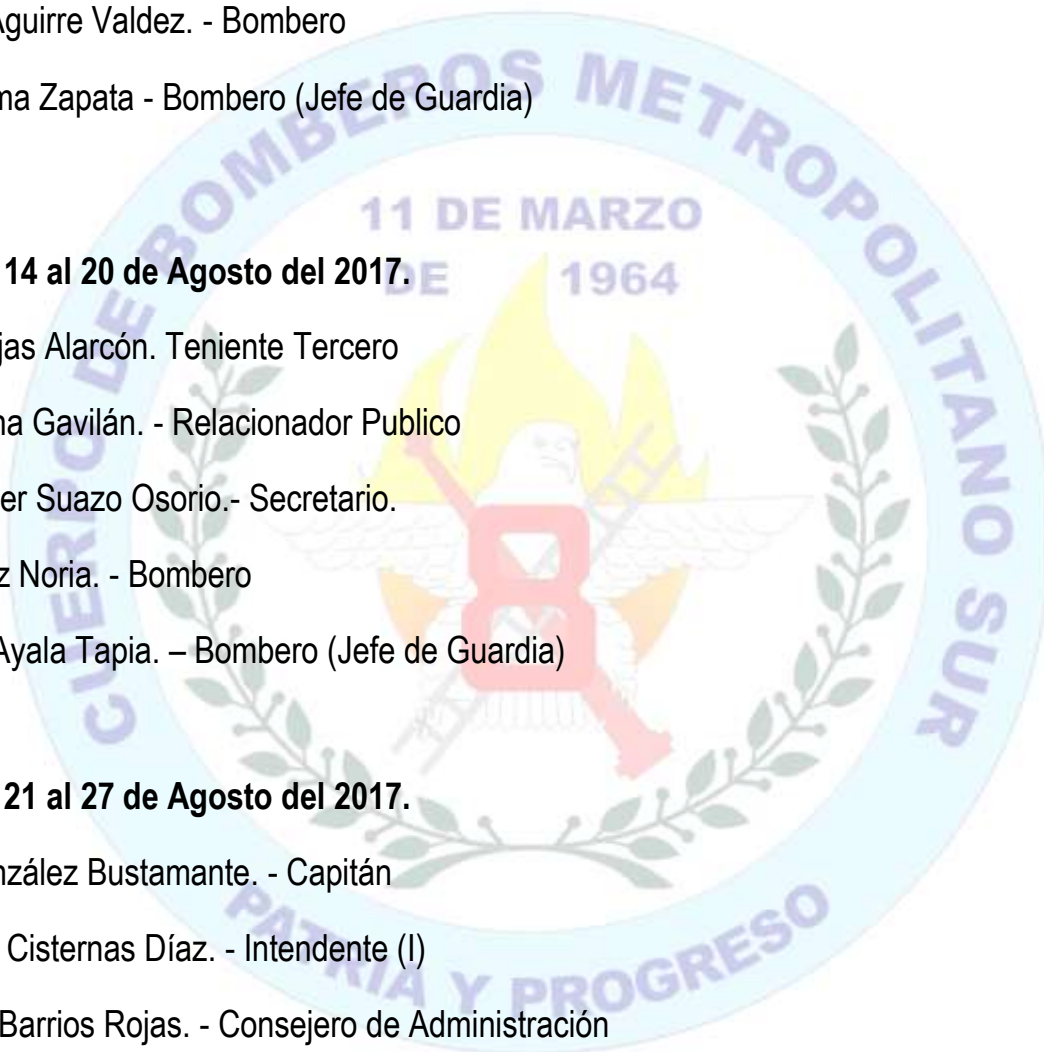 Aguirre Valdez. - Bombero
ma Zapata - Bombero (Jefe de Guardia)
CUERPO DE BOMBEROS METROPOLITANO SUR
11 DE MARZO
DE 1964
14 al 20 de Agosto del 2017.
jas Alarcón. Teniente Tercero
na Gavilán. - Relacionador Publico
er Suazo Osorio.- Secretario.
z Noria. - Bombero
Ayala Tapia. – Bombero (Jefe de Guardia)
8
21 al 27 de Agosto del 2017.
nzález Bustamante. - Capitán
Cisternas Díaz. - Intendente (I)
Barrios Rojas. - Consejero de Administración
PATRIA Y PROGRESO